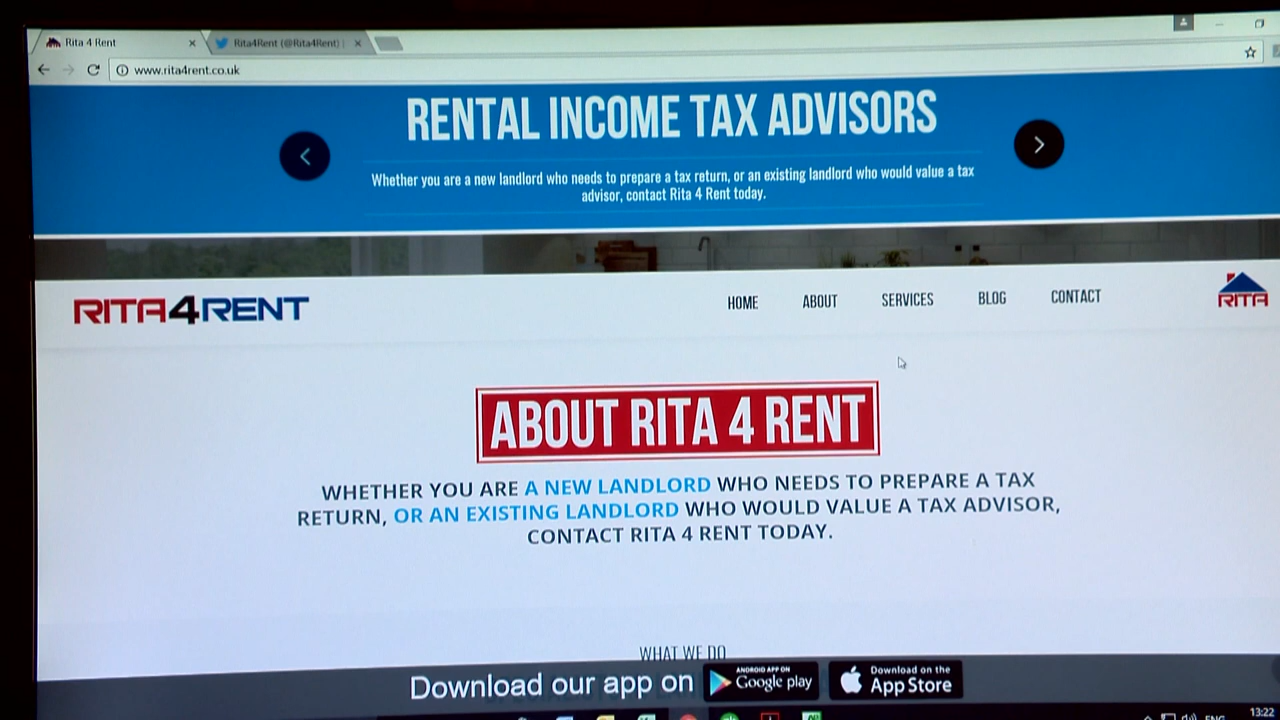 Rita 4 Rent
Rita4Rent (@Rita4Rent) |
www.rita4rent.co.uk
RENTAL INCOME TAX ADVISORS
Whether you are a new landlord who needs to prepare a tax return, or an existing landlord who would value a tax
advisor, contact Rita 4 Rent today.
RITA4RENT
HOME
ABOUT
SERVICES
BLOG
CONTACT
RITA
ABOUT RITA 4 RENT
WHETHER YOU ARE A NEW LANDLORD WHO NEEDS TO PREPARE A TAX
RETURN, OR AN EXISTING LANDLORD WHO WOULD VALUE A TAX ADVISOR,
CONTACT RITA 4 RENT TODAY.
WHAT WE DO
Download our app on
ANDROID APP ON
Google play
Download on the
App Store
ENG
13:22